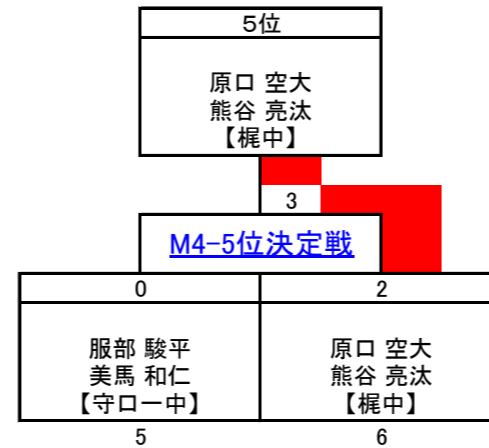 5位
原口 空大
熊谷 亮汰
【梶中】
3
M4-5位決定戦
0
2
服部 駿平
美馬 和仁
【守口一中】
原口 空大
熊谷 亮汰
【梶中】
5
6